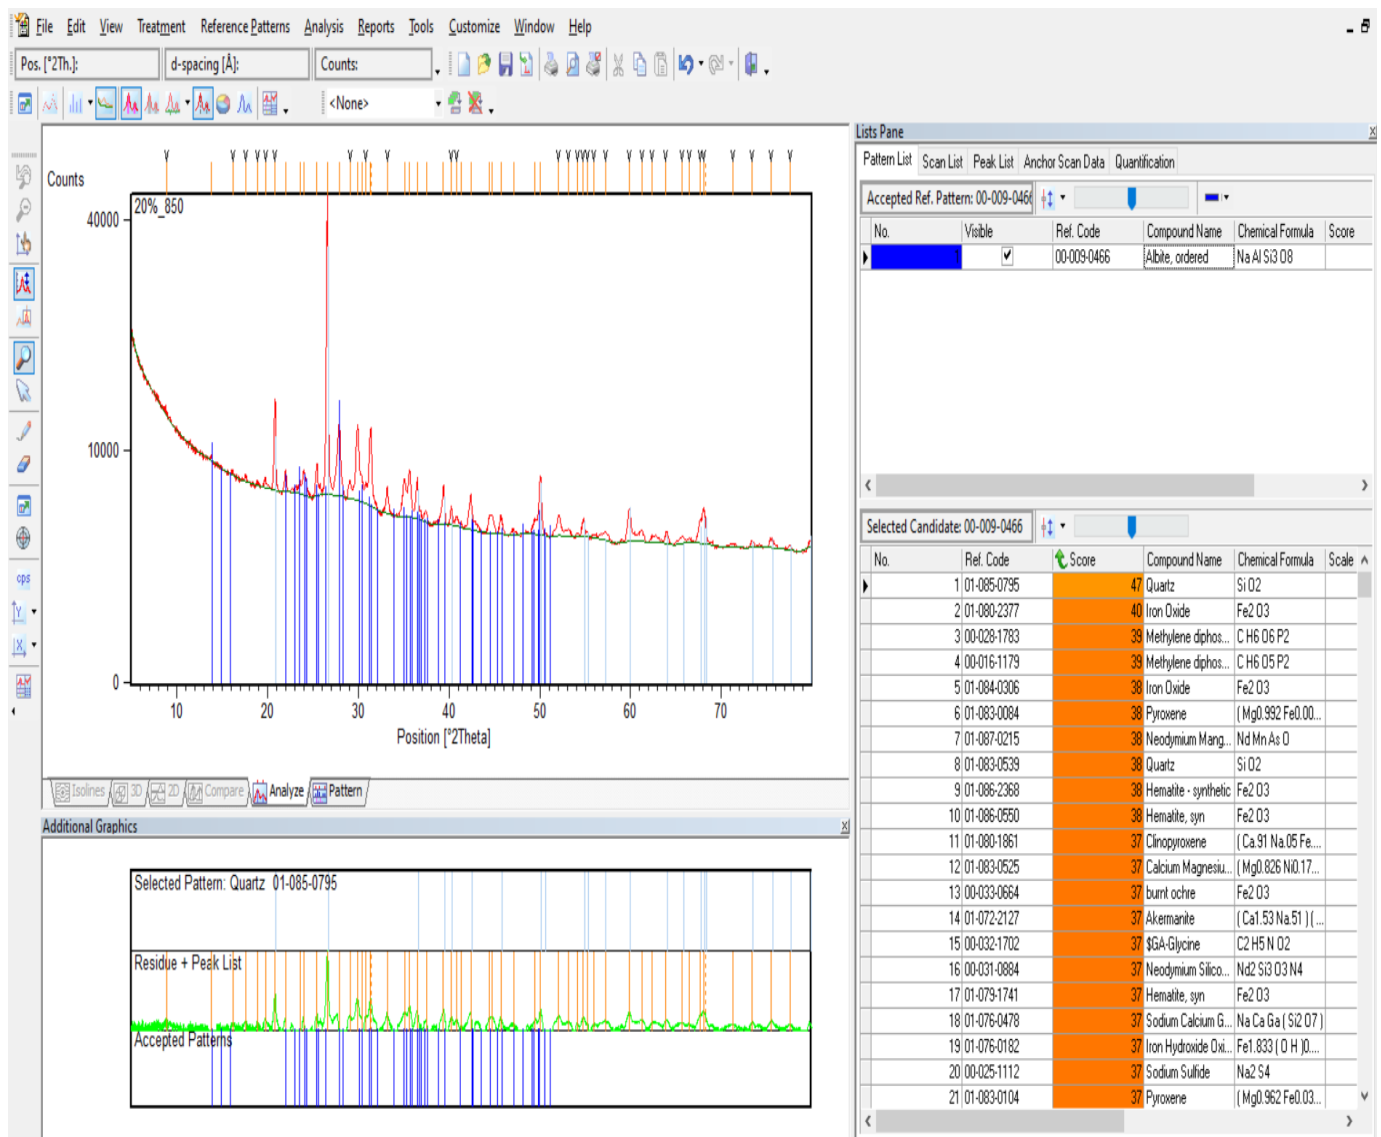 File Edit View Treatment Reference Patterns Analysis Reports Tools Customize Window Help
Pos. [°2Th.]: d-spacing [Å]: Counts:
<None>
Counts
20%_850
40000
10000
0
10 20 30 40 50 60 70
Position [°2Theta]
cps
Y
X
Isolines 3D 2D Compare Analyze Pattern
Additional Graphics
Selected Pattern: Quartz 01-085-0795
Residue + Peak List
Accepted Patterns
Lists Pane
Pattern List Scan List Peak List Anchor Scan Data Quantification
Accepted Ref. Pattern: 00-009-0466
No. Visible Ref. Code Compound Name Chemical Formula Score
00-009-0466 Albite, ordered Na Al Si3 O8
Selected Candidate: 00-009-0466
No. Ref. Code Score Compound Name Chemical Formula Scale
1 01-085-0795 47 Quartz Si O2
2 01-080-2377 40 Iron Oxide Fe2 O3
3 00-028-1783 39 Methylene diphos... C H6 O6 P2
4 00-016-1179 39 Methylene diphos... C H6 O5 P2
5 01-084-0306 38 Iron Oxide Fe2 O3
6 01-083-0084 38 Pyroxene ( Mg0.992 Fe0.00...
7 01-087-0215 38 Neodymium Mang... Nd Mn As O
8 01-083-0539 38 Quartz Si O2
9 01-086-2368 38 Hematite - synthetic Fe2 O3
10 01-086-0550 38 Hematite, syn Fe2 O3
11 01-080-1861 37 Clinopyroxene ( Ca.91 Na.05 Fe....
12 01-083-0525 37 Calcium Magnesiu... ( Mg0.826 Ni0.17...
13 00-033-0664 37 burnt ochre Fe2 O3
14 01-072-2127 37 Akermanite ( Ca1.53 Na.51 ) (...
15 00-032-1702 37 $GA-Glycine C2 H5 N O2
16 00-031-0884 37 Neodymium Silico... Nd2 Si3 O3 N4
17 01-079-1741 37 Hematite, syn Fe2 O3
18 01-076-0478 37 Sodium Calcium G... Na Ca Ga ( Si2 O7 )
19 01-076-0182 37 Iron Hydroxide Oxi... Fe1.833 ( O H )0....
20 00-025-1112 37 Sodium Sulfide Na2 S4
21 01-083-0104 37 Pyroxene ( Mg0.962 Fe0.03...